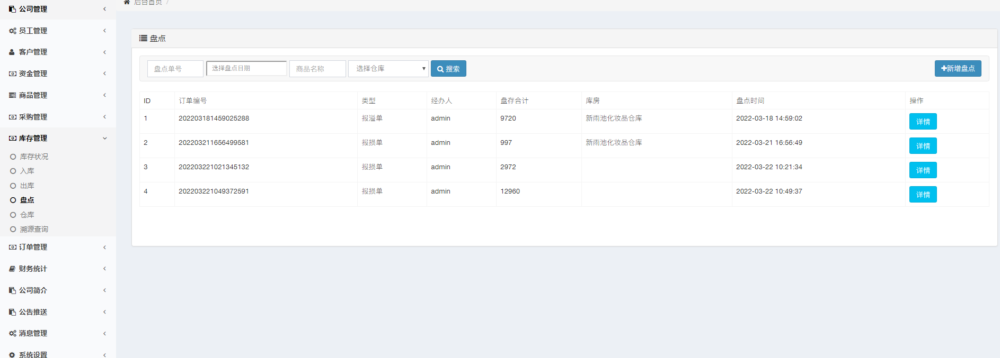 后台首页 /
公司管理
员工管理
客户管理
资金管理
商品管理
采购管理
库存管理
库存状况
入库
出库
盘点
仓库
溯源查询
订单管理
财务统计
公司简介
公告推送
消息管理
系统设置
盘点
盘点单号 选择盘点日期 商品名称 选择仓库 搜索 新增盘点
ID 订单编号 类型 经办人 盘存合计 库房 盘点时间 操作
1 202203181459025288 报溢单 admin 9720 新雨池化妆品仓库 2022-03-18 14:59:02 详情
2 202203211656499581 报损单 admin 997 新雨池化妆品仓库 2022-03-21 16:56:49 详情
3 202203221021345132 报损单 admin 2972 2022-03-22 10:21:34 详情
4 202203221049372591 报损单 admin 12960 2022-03-22 10:49:37 详情